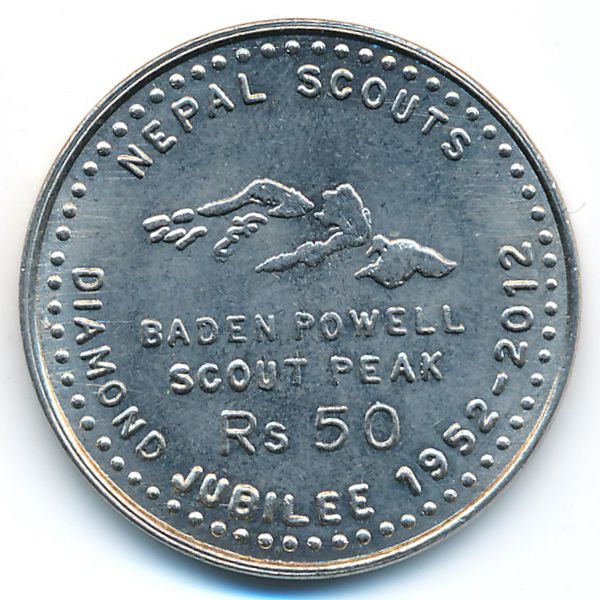 NEPAL SCOUTS
BADEN POWELL
SCOUT PEAK
Rs 50
DIAMOND JUBILEE 1952-2012